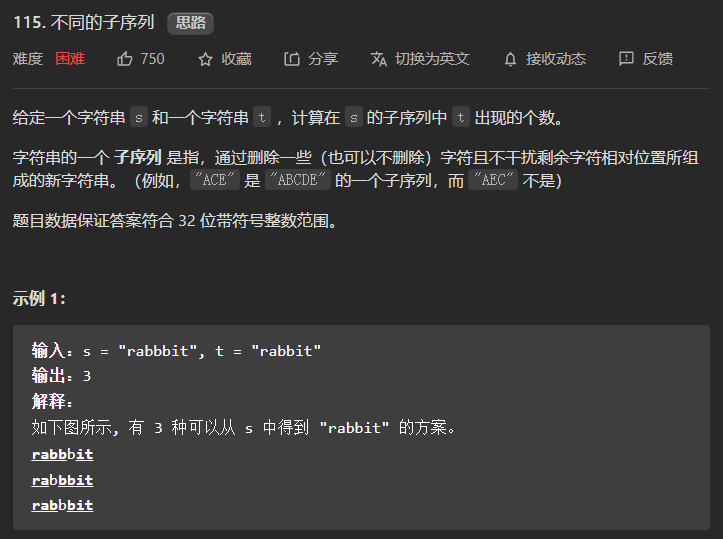 115. 不同的子序列 思路
难度 困难 750 收藏 分享 切换为英文 接收动态 反馈
给定一个字符串 s 和一个字符串 t ，计算在 s 的子序列中 t 出现的个数。
字符串的一个 子序列 是指，通过删除一些（也可以不删除）字符且不干扰剩余字符相对位置所组
成的新字符串。（例如，"ACE" 是 "ABCDE" 的一个子序列，而 "AEC" 不是）
题目数据保证答案符合 32 位带符号整数范围。
示例 1：
输入：s = "rabbbit", t = "rabbit"
输出：3
解释：
如下图所示, 有 3 种可以从 s 中得到 "rabbit" 的方案。
rabbbit
rabbbit
rabbbit